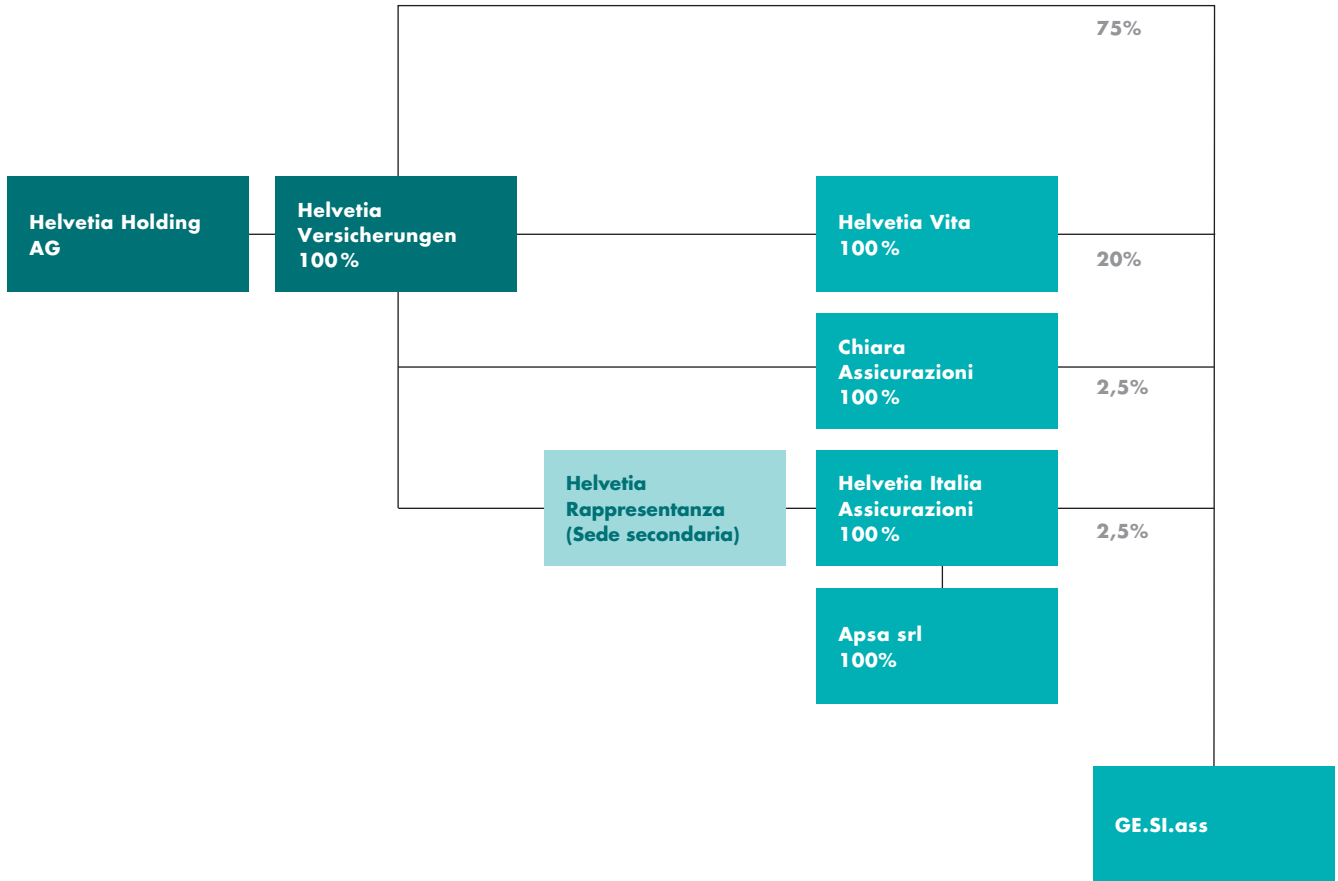 75%
Helvetia Holding
AG
Helvetia
Versicherungen
100%
Helvetia Vita
100%
20%
Chiara
Assicurazioni
100%
2,5%
Helvetia
Rappresentanza
(Sede secondaria)
Helvetia Italia
Assicurazioni
100%
2,5%
Apsa srl
100%
GE.SI.ass